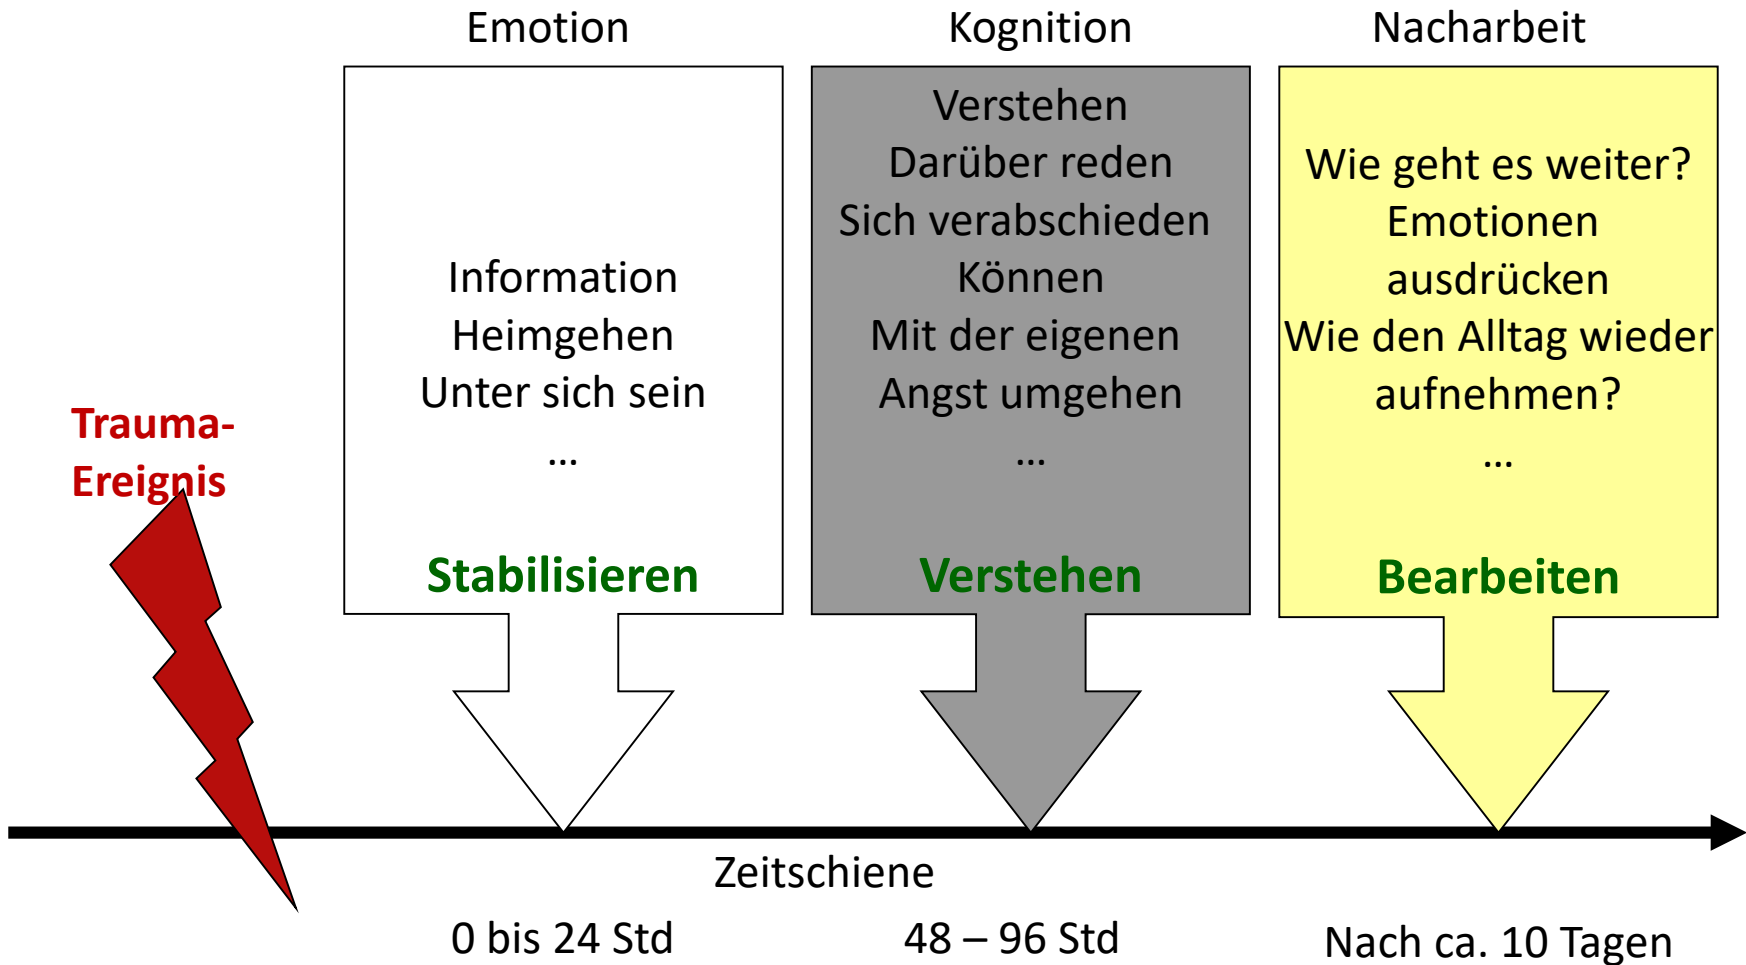 Emotion
Kognition
Nacharbeit
Trauma-
Ereignis
Information
Heimgehen
Unter sich sein
...
Stabilisieren
Verstehen
Darüber reden
Sich verabschieden
Können
Mit der eigenen
Angst umgehen
...
Verstehen
Wie geht es weiter?
Emotionen
ausdrücken
Wie den Alltag wieder
aufnehmen?
...
Bearbeiten
Zeitschiene
0 bis 24 Std
48 – 96 Std
Nach ca. 10 Tagen